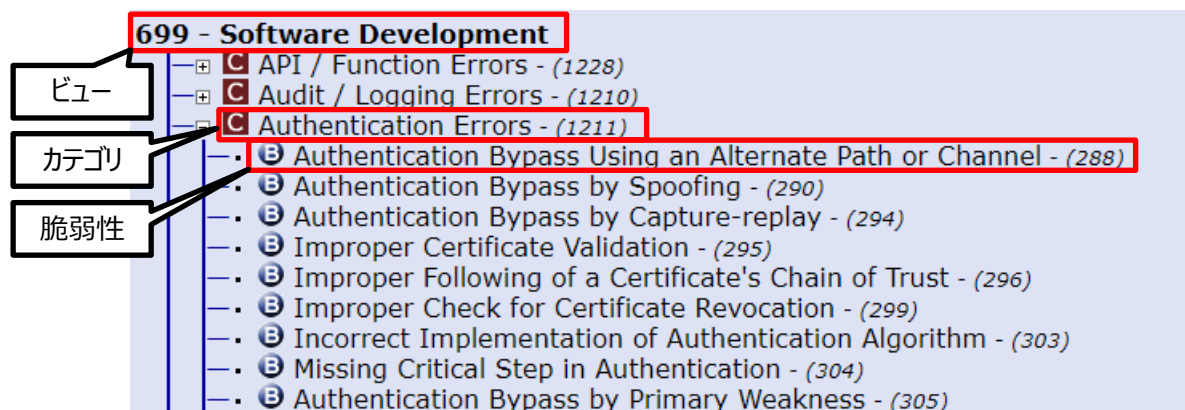 699 - Software Development
ビュー
C API / Function Errors - (1228)
C Audit / Logging Errors - (1210)
C Authentication Errors - (1211)
カテゴリ
B Authentication Bypass Using an Alternate Path or Channel - (288)
B Authentication Bypass by Spoofing - (290)
脆弱性
B Authentication Bypass by Capture-replay - (294)
B Improper Certificate Validation - (295)
B Improper Following of a Certificate's Chain of Trust - (296)
B Improper Check for Certificate Revocation - (299)
B Incorrect Implementation of Authentication Algorithm - (303)
B Missing Critical Step in Authentication - (304)
B Authentication Bypass by Primary Weakness - (305)